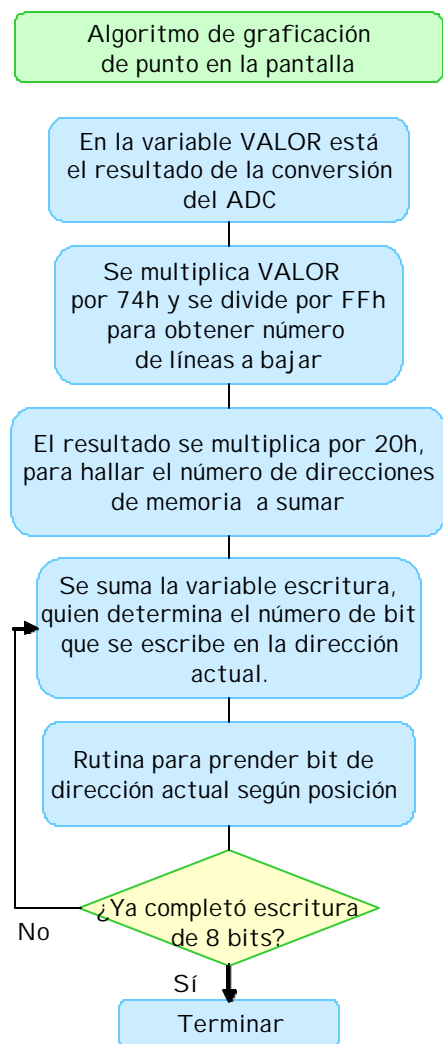 Algoritmo de graficación
de punto en la pantalla
En la variable VALOR está
el resultado de la conversión
del ADC
Se multiplica VALOR
por 74h y se divide por FFh
para obtener número
de líneas a bajar
El resultado se multiplica por 20h,
para hallar el número de direcciones
de memoria a sumar
Se suma la variable escritura,
quien determina el número de bit
que se escribe en la dirección
actual.
Rutina para prender bit de
dirección actual según posición
¿Ya completó escritura
de 8 bits?
No
Sí
Terminar